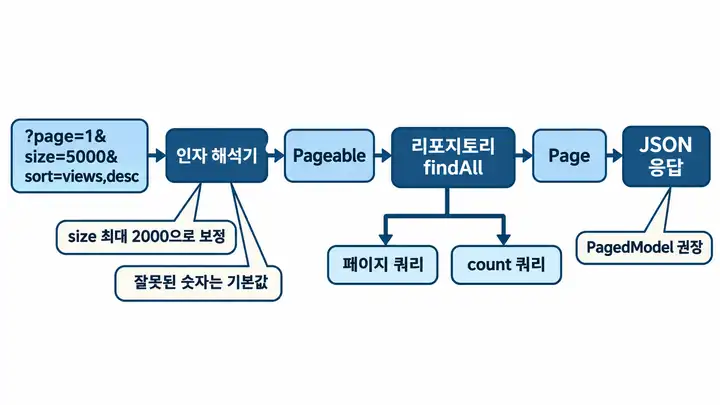 ?page=1&
size=5000&
sort=views,desc
인자 해석기
Pageable
리포지토리
findAll
Page
JSON
응답
size 최대 2000으로 보정
잘못된 숫자는 기본값
페이지 쿼리
count 쿼리
PagedModel 권장